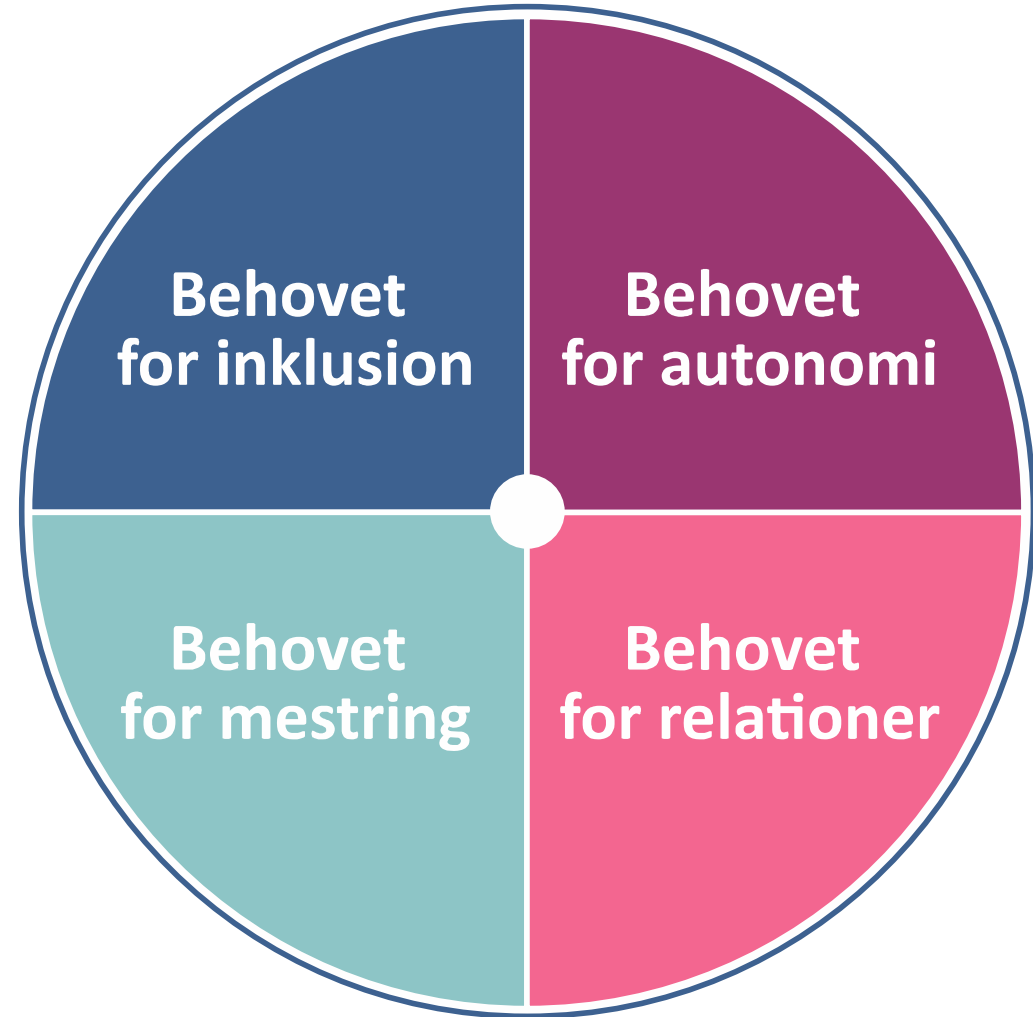 Behovet
for inklusion
Behovet
for autonomi
Behovet
for mestring
Behovet
for relationer